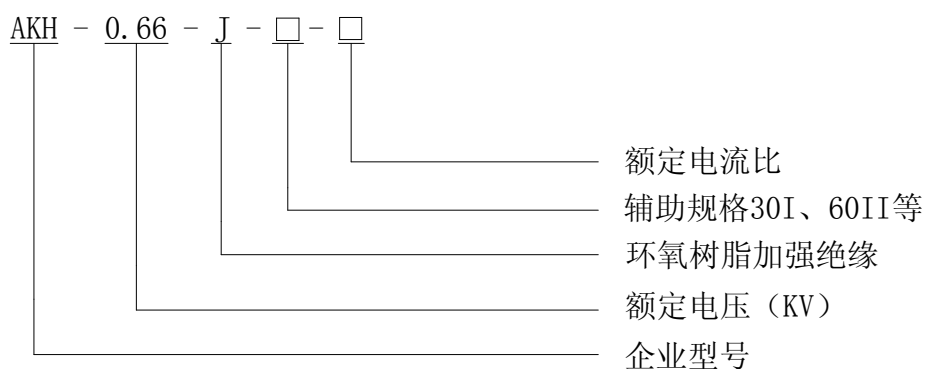 AKH - 0.66 - J - □ - □
额定电流比
辅助规格30I、60II等
环氧树脂加强绝缘
额定电压（KV）
企业型号